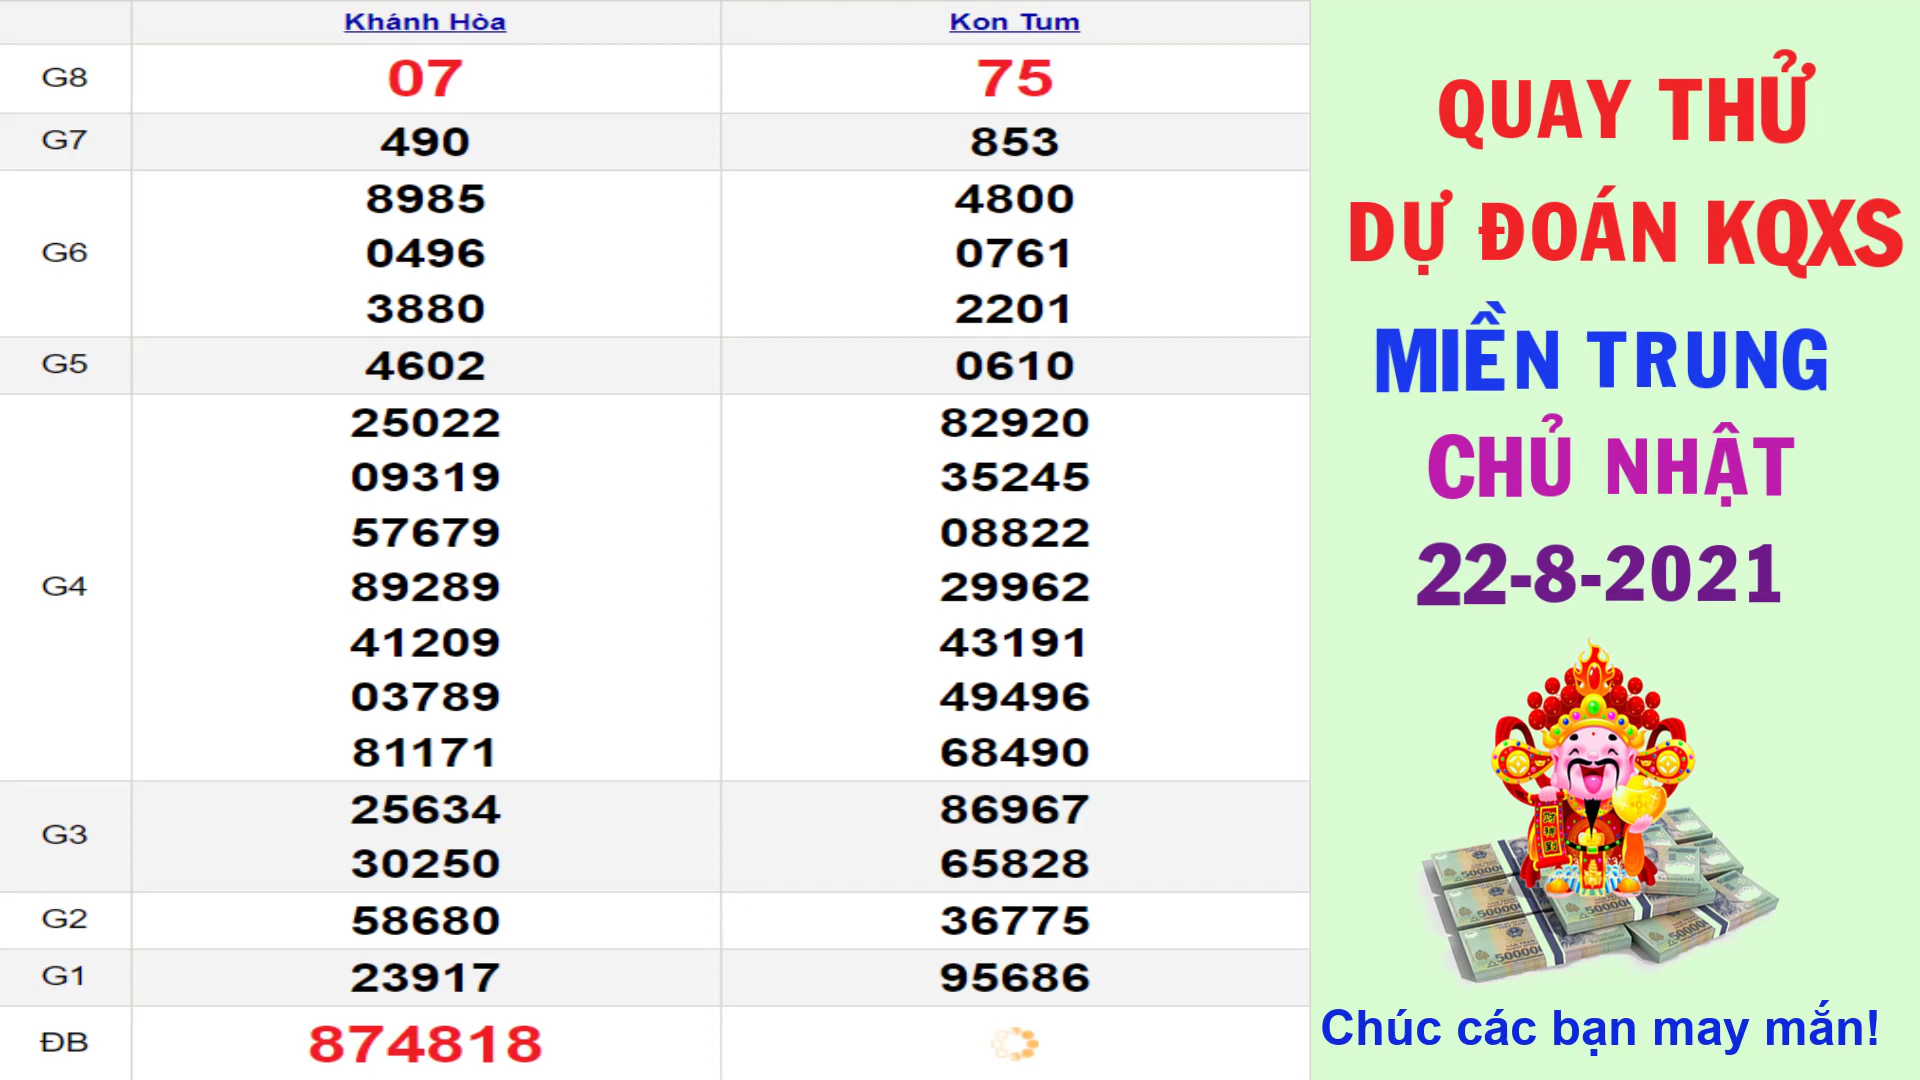 Khánh Hòa Kon Tum
G8 07 75
G7 490 853
8985 4800
G6 0496 0761
3880 2201
G5 4602 0610
25022 82920
09319 35245
57679 08822
G4 89289 29962
41209 43191
03789 49496
81171 68490
G3 25634 86967
30250 65828
G2 58680 36775
G1 23917 95686
ĐB 874818
QUAY THỬ
DỰ ĐOÁN KQXS
MIỀN TRUNG
CHỦ NHẬT
22-8-2021
Chúc các bạn may mắn!